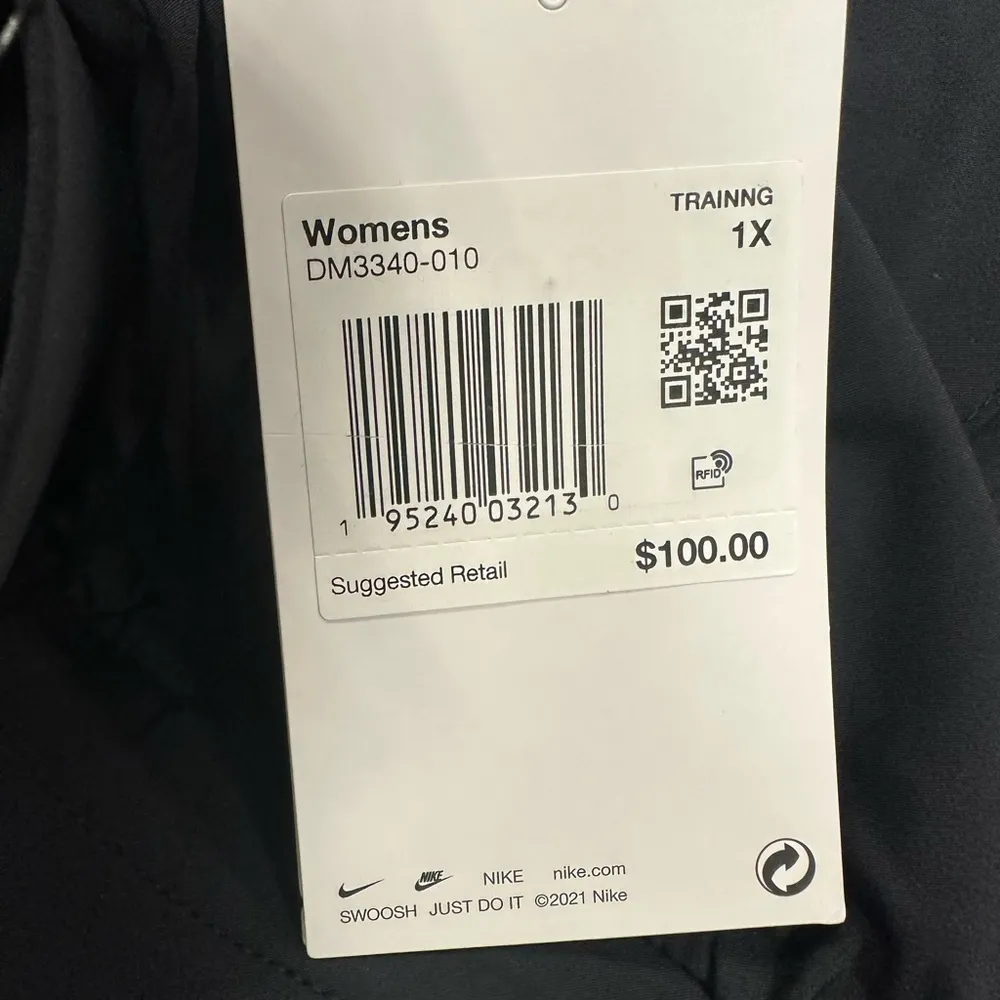 Womens
TRAINNG
DM3340-010
1X
RFID
1 95240 03213 0
Suggested Retail
$100.00
NIKE NIKE nike.com
SWOOSH JUST DO IT ©2021 Nike